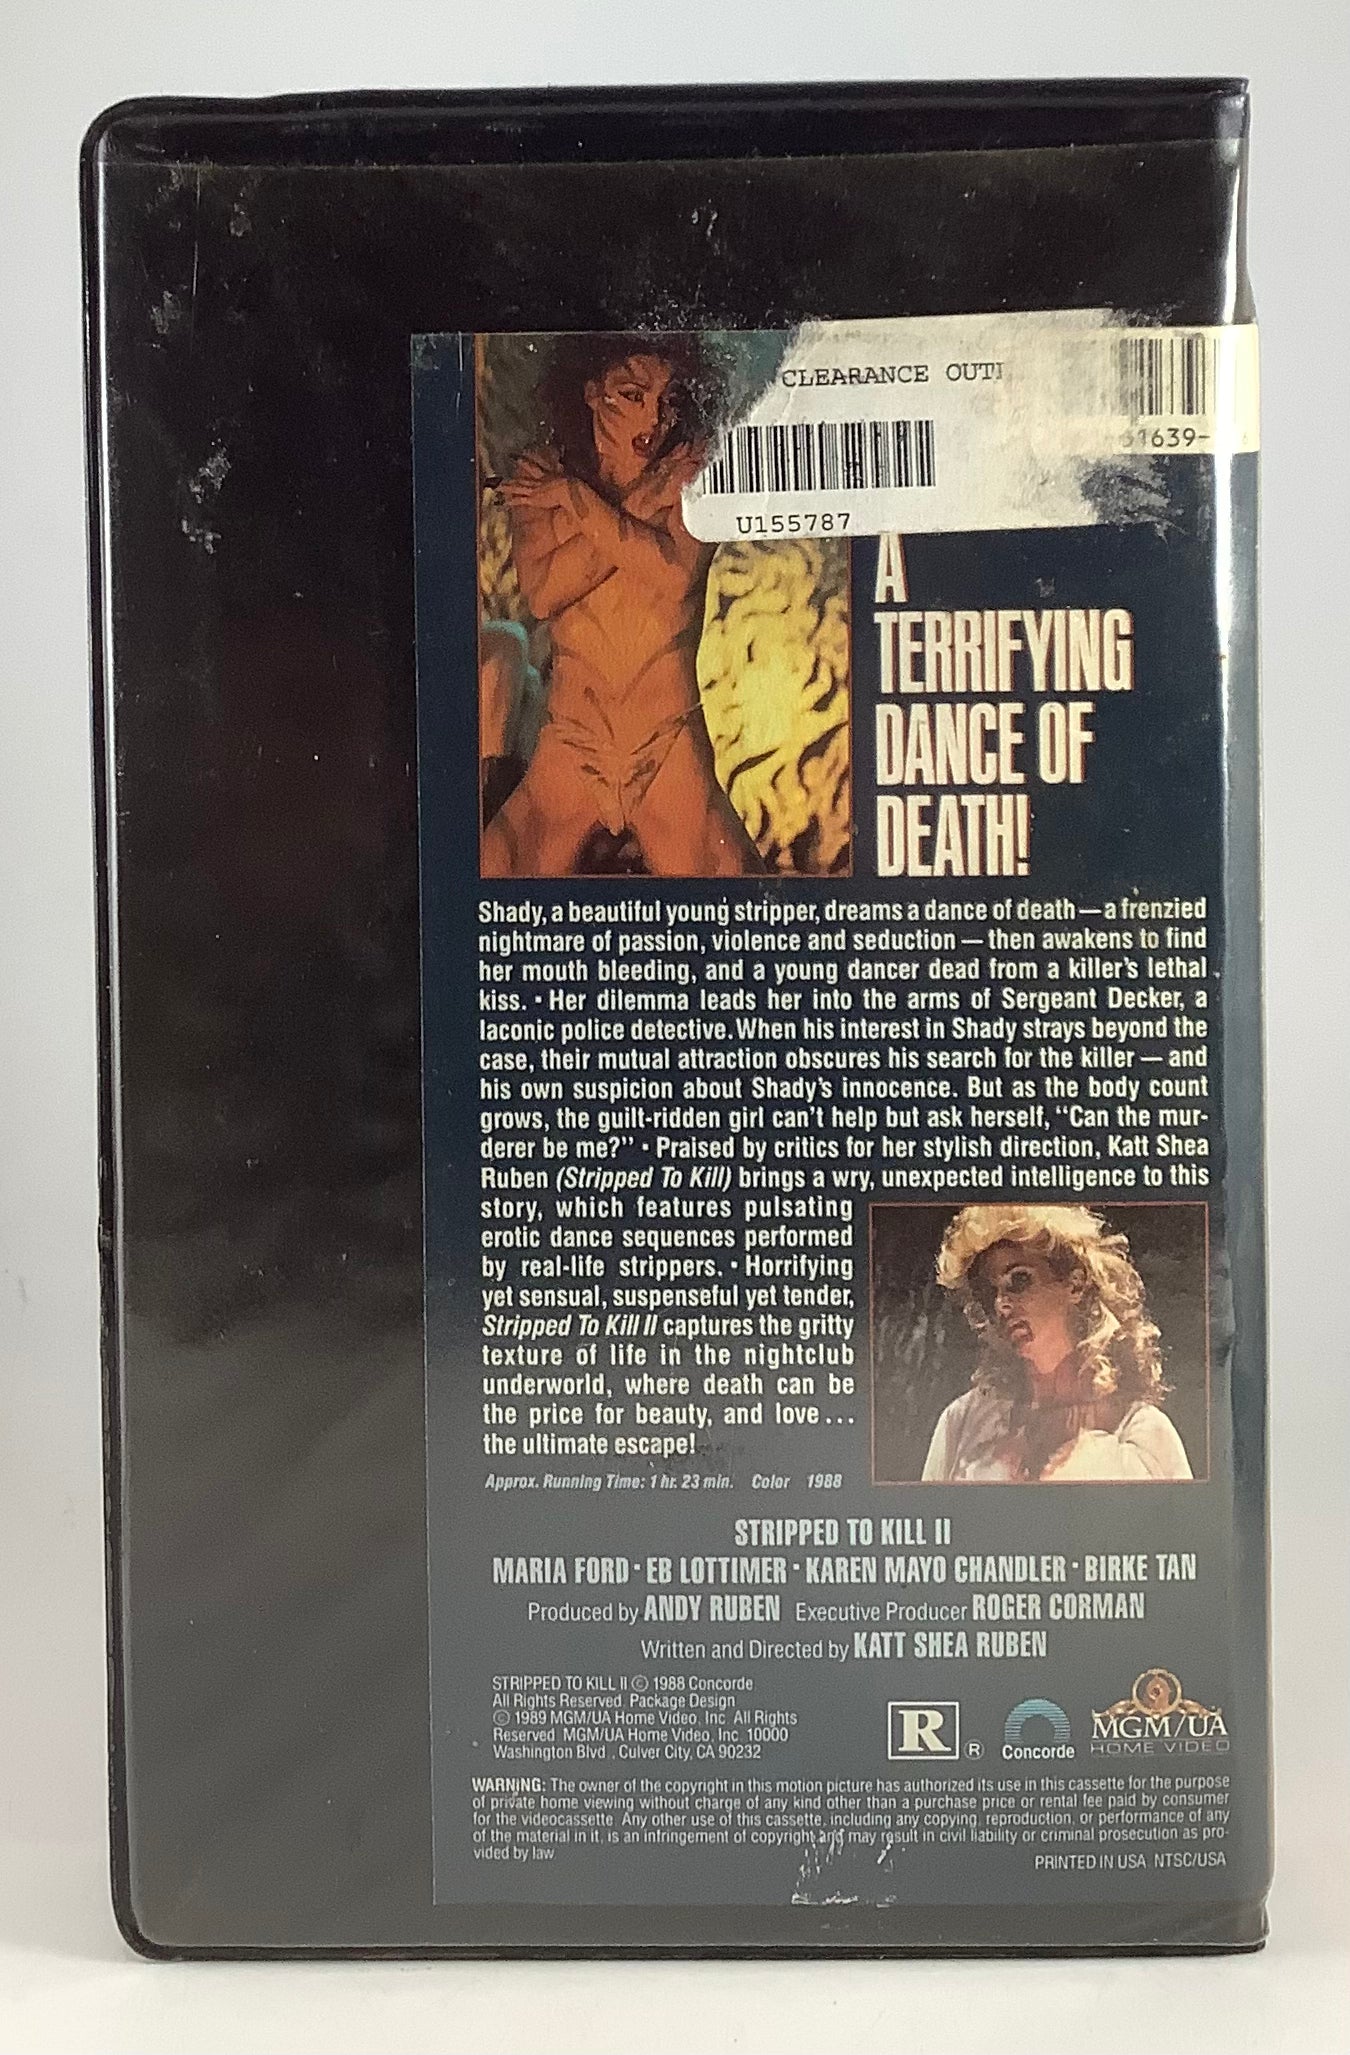 CLEARANCE
51639-
U155787
A
TERRIFYING
DANCE OF
DEATH!
Shady, a beautiful young stripper, dreams a dance of death — a frenzied
nightmare of passion, violence and seduction — then awakens to find
her mouth bleeding, and a young dancer dead from a killer's lethal
kiss. • Her dilemma leads her into the arms of Sergeant Decker, a
laconic police detective. When his interest in Shady strays beyond the
case, their mutual attraction obscures his search for the killer — and
his own suspicion about Shady's innocence. But as the body count
grows, the guilt-ridden girl can't help but ask herself, "Can the mur-
derer be me?" • Praised by critics for her stylish direction, Katt Shea
Ruben (Stripped To Kill) brings a wry, unexpected intelligence to this
story, which features pulsating
erotic dance sequences performed
by real-life strippers. • Horrifying
yet sensual, suspenseful yet tender,
Stripped To Kill II captures the gritty
texture of life in the nightclub
underworld, where death can be
the price for beauty, and love...
the ultimate escape!
Approx. Running Time: 1 hr. 23 min. Color 1988
STRIPPED TO KILL II
MARIA FORD • EB LOTTIMER • KAREN MAYO CHANDLER • BIRKE TAN
Produced by ANDY RUBEN Executive Producer ROGER CORMAN
Written and Directed by KATT SHEA RUBEN
STRIPPED TO KILL II © 1988 Concorde
All Rights Reserved. Package Design
© 1989 MGM/UA Home Video, Inc. All Rights
Reserved. MGM/UA Home Video, Inc. 10000
Washington Blvd., Culver City, CA 90232
R ®
Concorde
MGM/UA
HOME VIDEO
WARNING: The owner of the copyright in this motion picture has authorized its use in this cassette for the purpose
of private home viewing without charge of any kind other than a purchase price or rental fee paid by consumer
for the videocassette. Any other use of this cassette, including any copying, reproduction, or performance of any
of the material in it, is an infringement of copyright and may result in civil liability or criminal prosecution as pro-
vided by law
PRINTED IN USA NTSC/USA